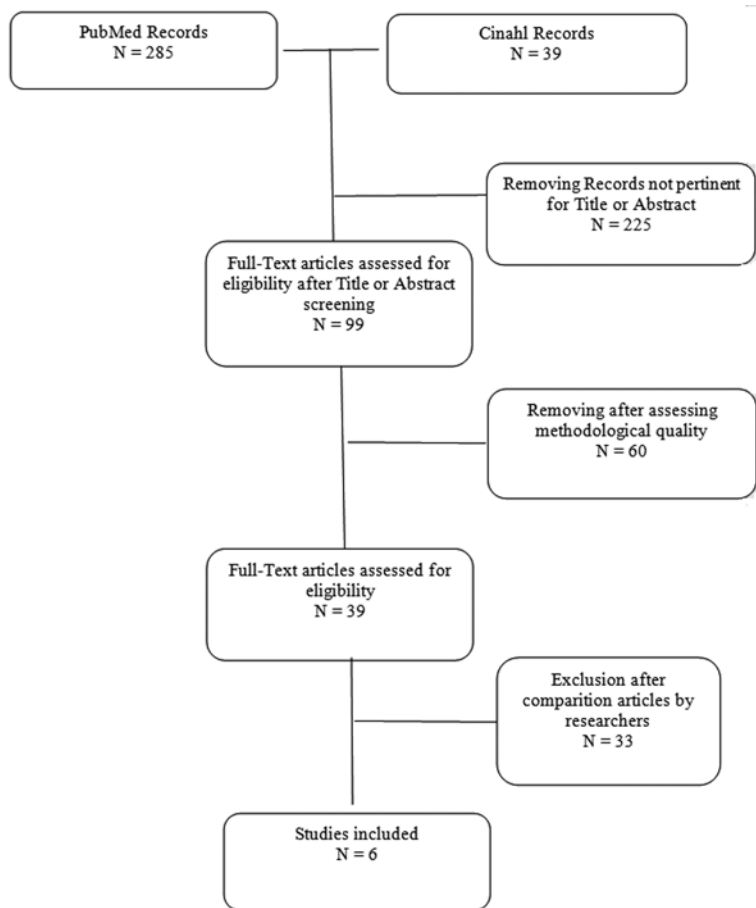 PubMed Records
N = 285
Cinahl Records
N = 39
Removing Records not pertinent
for Title or Abstract
N = 225
Full-Text articles assessed for
eligibility after Title or Abstract
screening
N = 99
Removing after assessing
methodological quality
N = 60
Full-Text articles assessed for
eligibility
N = 39
Exclusion after
comparition articles by
researchers
N = 33
Studies included
N = 6